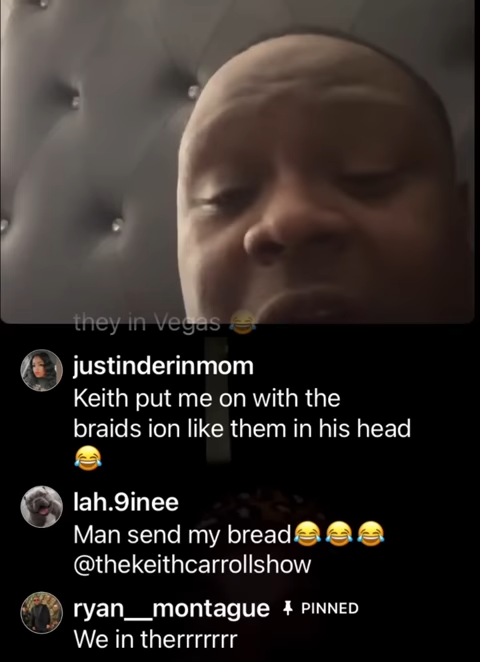 they in Vegas 😂
justinderinmom
Keith put me on with the
braids ion like them in his head
😂
lah.9inee
Man send my bread😂😂😂
@thekeithcarrollshow
ryan__montague PINNED
We in therrrrrrr